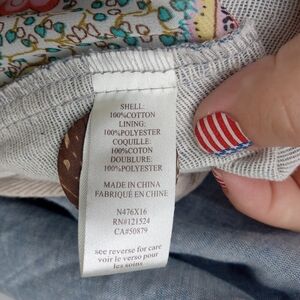 SHELL:
100%COTTON
LINING:
100%POLYESTER
COQUILLE:
100%COTON
DOUBLURE:
100%POLYESTER
MADE IN CHINA
FABRIQUÉ EN CHINE
N476X16
RN#121524
CA#50879
see reverse for care
voir le verso pour
les soins